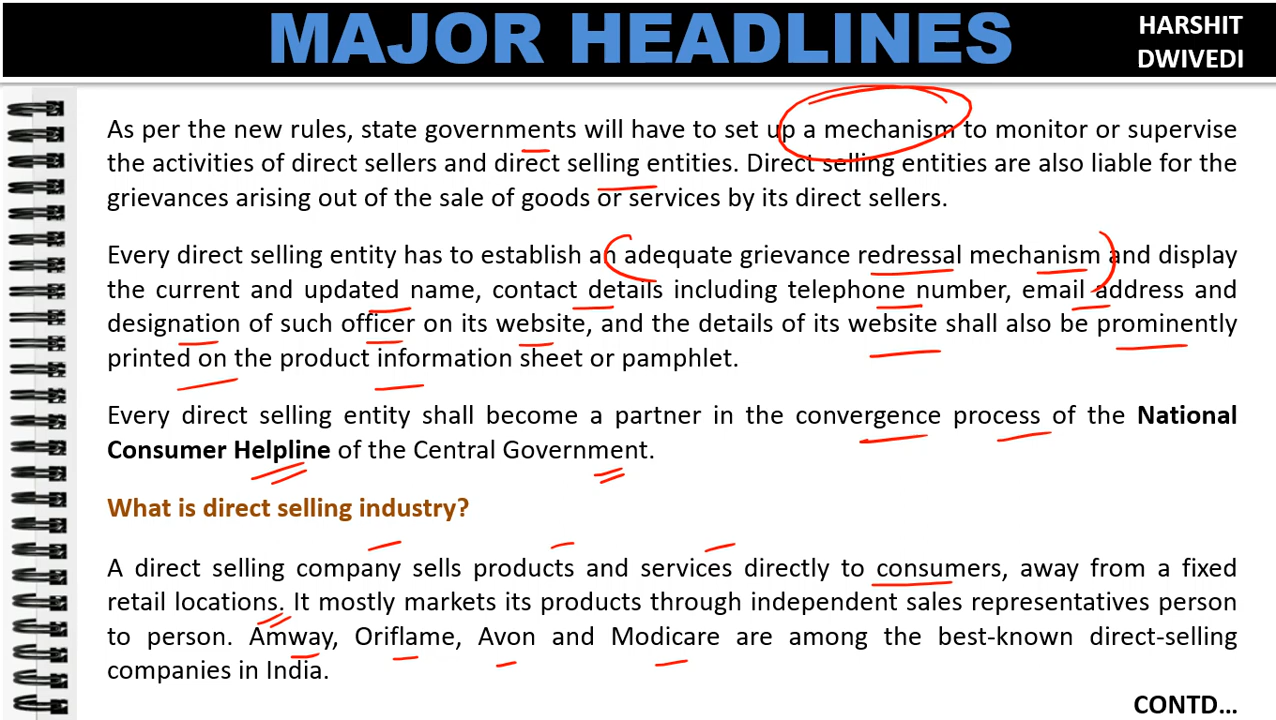 MAJOR HEADLINES
HARSHIT
DWIVEDI
As per the new rules, state governments will have to set up a mechanism to monitor or supervise
the activities of direct sellers and direct selling entities. Direct selling entities are also liable for the
grievances arising out of the sale of goods or services by its direct sellers.
Every direct selling entity has to establish an adequate grievance redressal mechanism and display
the current and updated name, contact details including telephone number, email address and
designation of such officer on its website, and the details of its website shall also be prominently
printed on the product information sheet or pamphlet.
Every direct selling entity shall become a partner in the convergence process of the National
Consumer Helpline of the Central Government.
What is direct selling industry?
A direct selling company sells products and services directly to consumers, away from a fixed
retail locations. It mostly markets its products through independent sales representatives person
to person. Amway, Oriflame, Avon and Modicare are among the best-known direct-selling
companies in India.
CONTD...